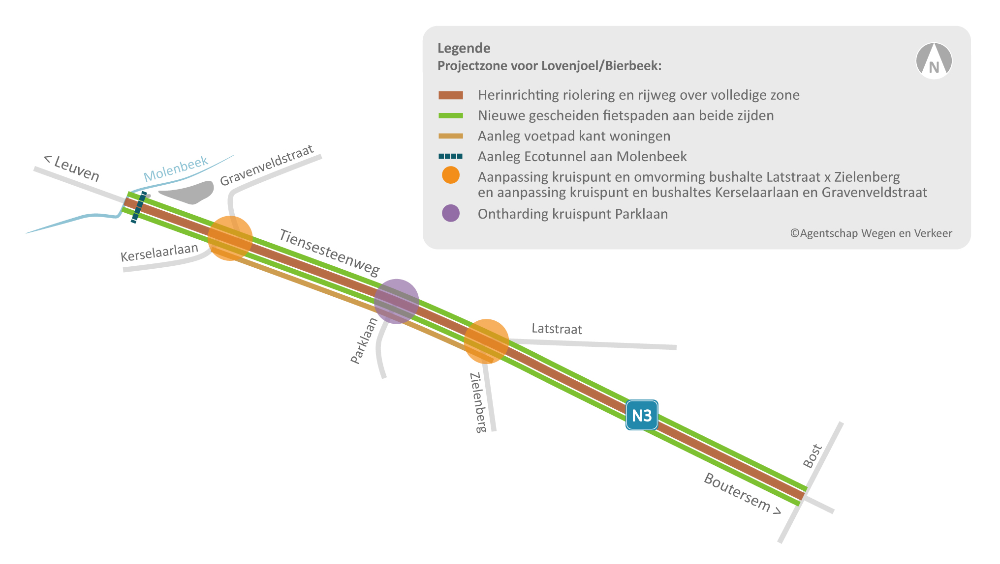 Legende
Projectzone voor Lovenjoel/Bierbeek:
N
Herinrichting riolering en rijweg over volledige zone
Nieuwe gescheiden fietspaden aan beide zijden
Aanleg voetpad kant woningen
Aanleg Ecotunnel aan Molenbeek
Aanpassing kruispunt en omvorming bushalte Latstraat x Zielenberg
en aanpassing kruispunt en bushaltes Kerselaarlaan en Gravenveldstraat
Ontharding kruispunt Parklaan
©Agentschap Wegen en Verkeer
< Leuven
Molenbeek
Gravenveldstraat
Kerselaarlaan
Tiensesteenweg
Parklaan
Latstraat
Zielenberg
N3
Bost
Boutersem >